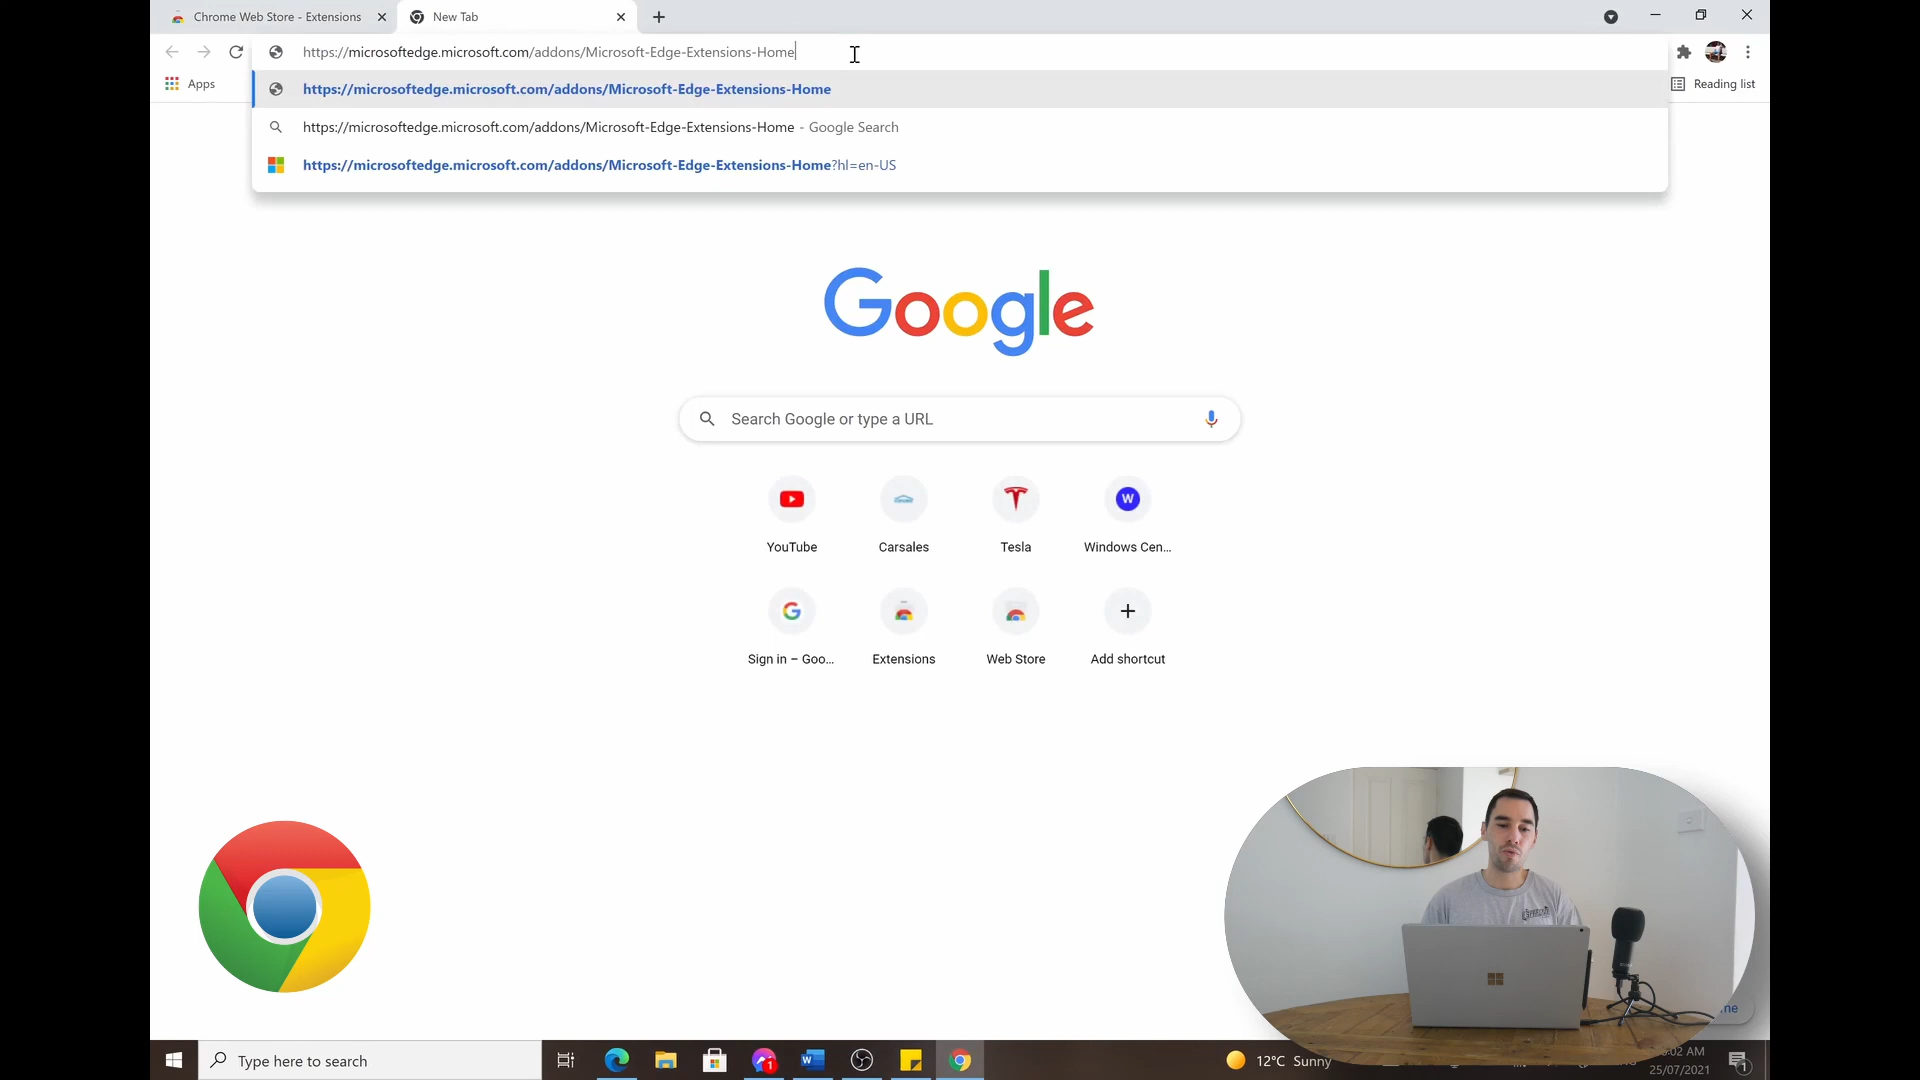 Chrome Web Store - Extensions
New Tab
https://microsoftedge.microsoft.com/addons/Microsoft-Edge-Extensions-Home
https://microsoftedge.microsoft.com/addons/Microsoft-Edge-Extensions-Home
https://microsoftedge.microsoft.com/addons/Microsoft-Edge-Extensions-Home - Google Search
https://microsoftedge.microsoft.com/addons/Microsoft-Edge-Extensions-Home?hl=en-US
Apps
Reading list
Google
Search Google or type a URL
YouTube
Carsales
Tesla
W
Windows Cen...
Sign in – Goo...
Extensions
Web Store
Add shortcut
Type here to search
1
12°C Sunny
:02 AM
25/07/2021
1